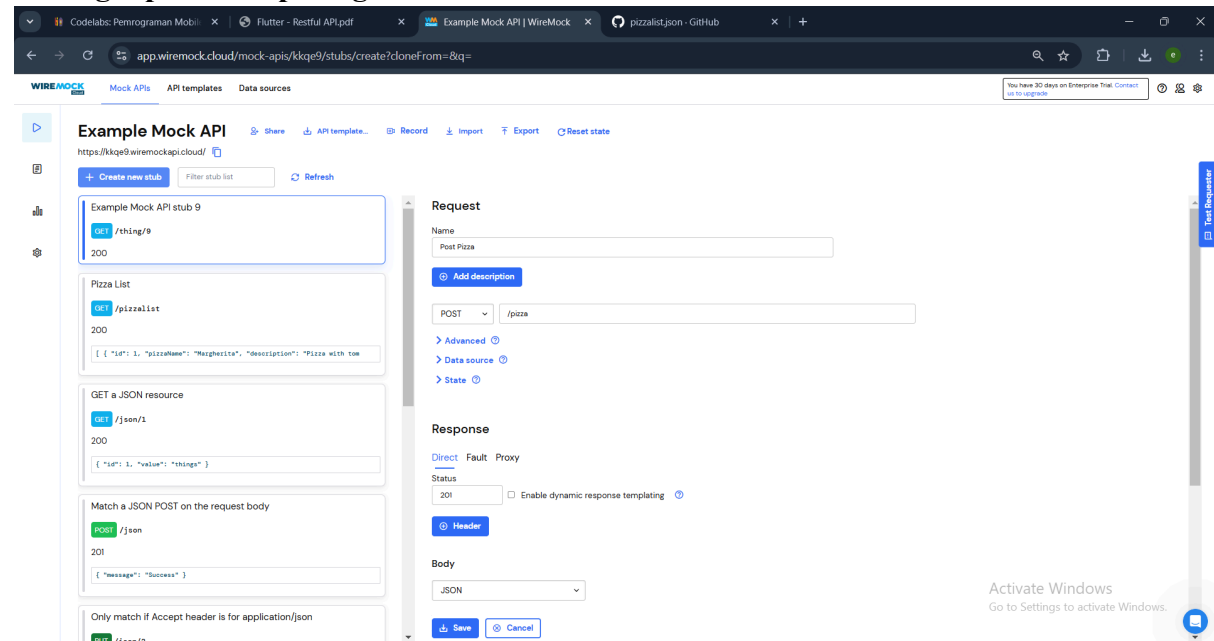 Codelabs: Pemrograman Mobil
Flutter - Restful API.pdf
Example Mock API | WireMock
pizzalist.json · GitHub
app.wiremock.cloud/mock-apis/kkqe9/stubs/create?cloneFrom=&q=
WIREMOCK Cloud
Mock APIs API templates Data sources
You have 30 days on Enterprise Trial. Contact
us to upgrade
Example Mock API
Share API template... Record Import Export Reset state
https://kkqe9.wiremockapi.cloud/
Create new stub Filter stub list Refresh
Example Mock API stub 9
GET /thing/9
200
Pizza List
GET /pizzalist
200
[ { "id": 1, "pizzaName": "Margherita", "description": "Pizza with tom
GET a JSON resource
GET /json/1
200
{ "id": 1, "value": "things" }
Match a JSON POST on the request body
POST /json
201
{ "message": "Success" }
Only match if Accept header is for application/json
Request
Name
Post Pizza
Add description
POST /pizza
Advanced
Data source
State
Response
Direct Fault Proxy
Status
201 Enable dynamic response templating
Header
Body
JSON
Save Cancel
Test Requester
Activate Windows
Go to Settings to activate Windows.